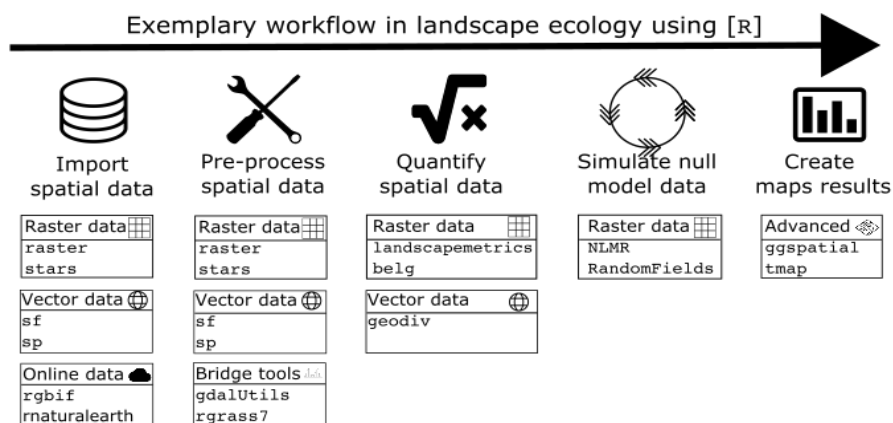 Exemplary workflow in landscape ecology using [R]
Import
spatial data
Raster data
raster
stars
Vector data
sf
sp
Online data
rgbif
rnaturalearth
Pre-process
spatial data
Raster data
raster
stars
Vector data
sf
sp
Bridge tools
gdalUtils
rgrass7
Quantify
spatial data
Raster data
landscapemetrics
belg
Vector data
geodiv
Simulate null
model data
Raster data
NLMR
RandomFields
Create
maps results
Advanced
ggspatial
tmap